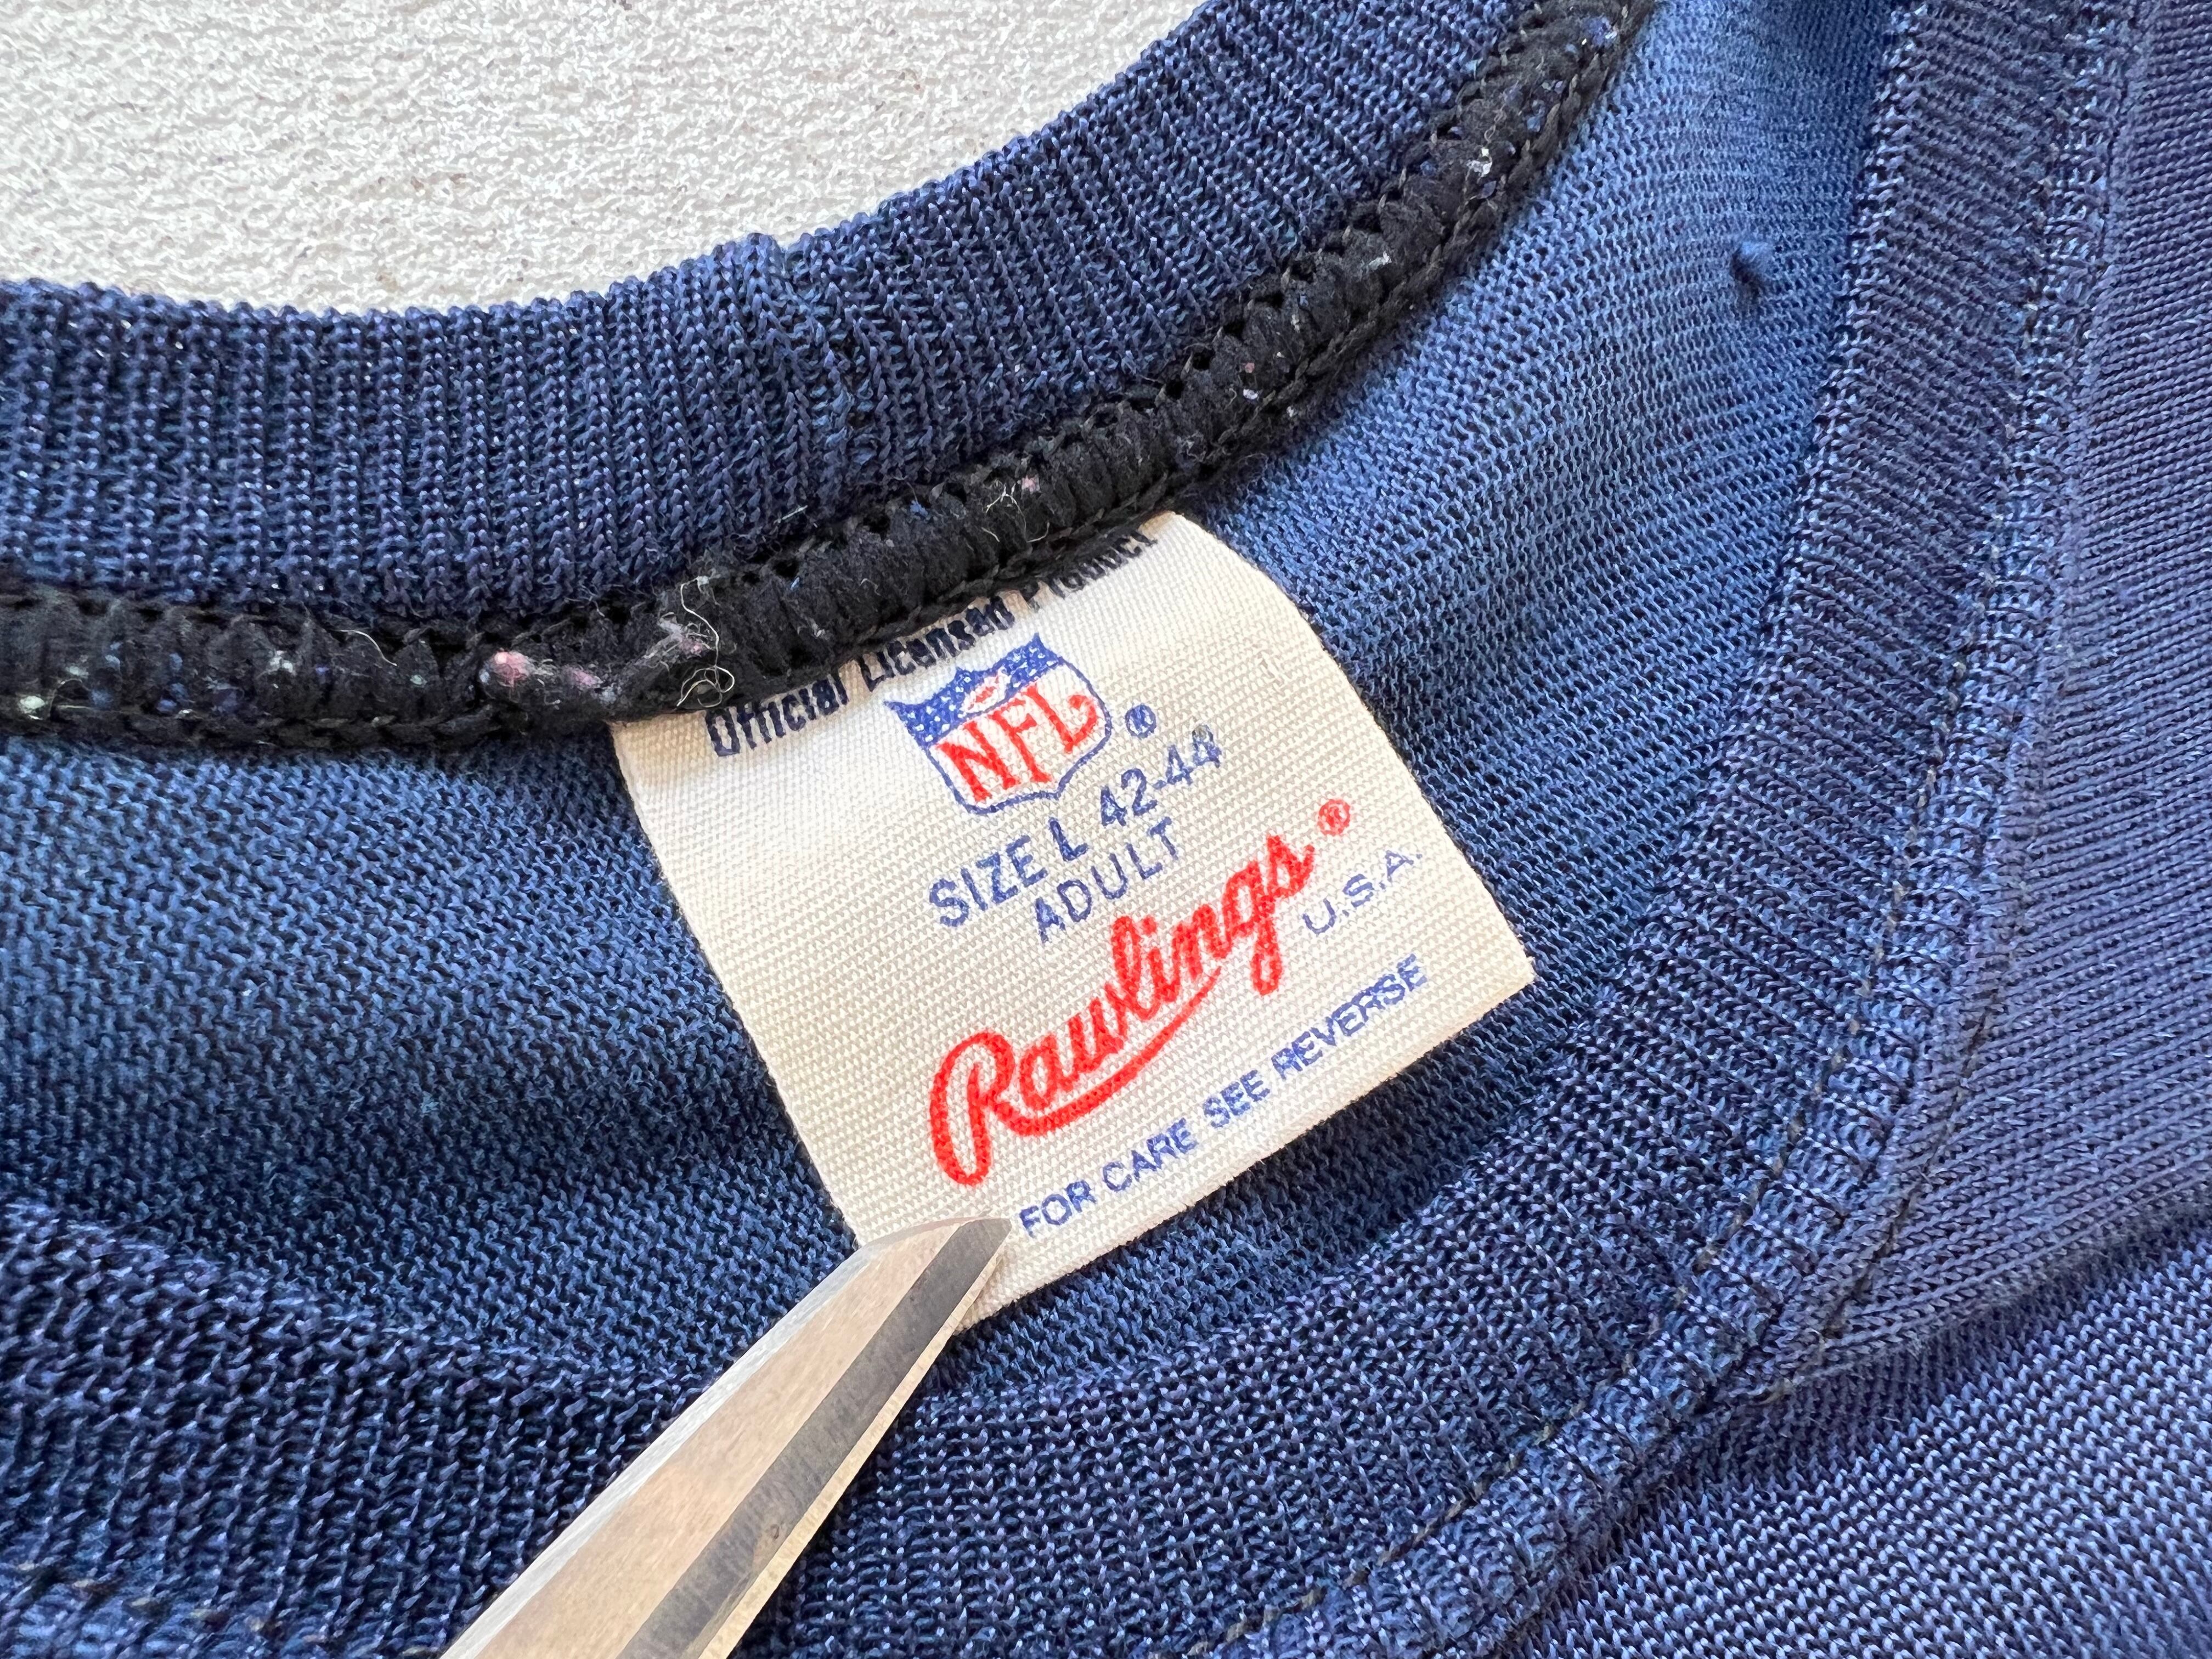 Official Licensed Product
NFL ®
SIZE L 42-44
ADULT
Rawlings ®
U.S.A.
FOR CARE SEE REVERSE